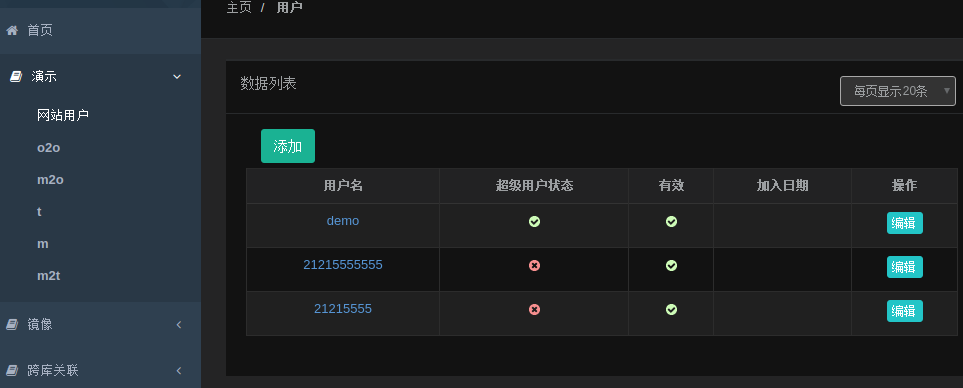 主页 / 用户
首页
演示
网站用户
o2o
m2o
t
m
m2t
镜像
跨库关联
数据列表
每页显示20条
添加
用户名 超级用户状态 有效 加入日期 操作
demo 编辑
21215555555 编辑
21215555 编辑